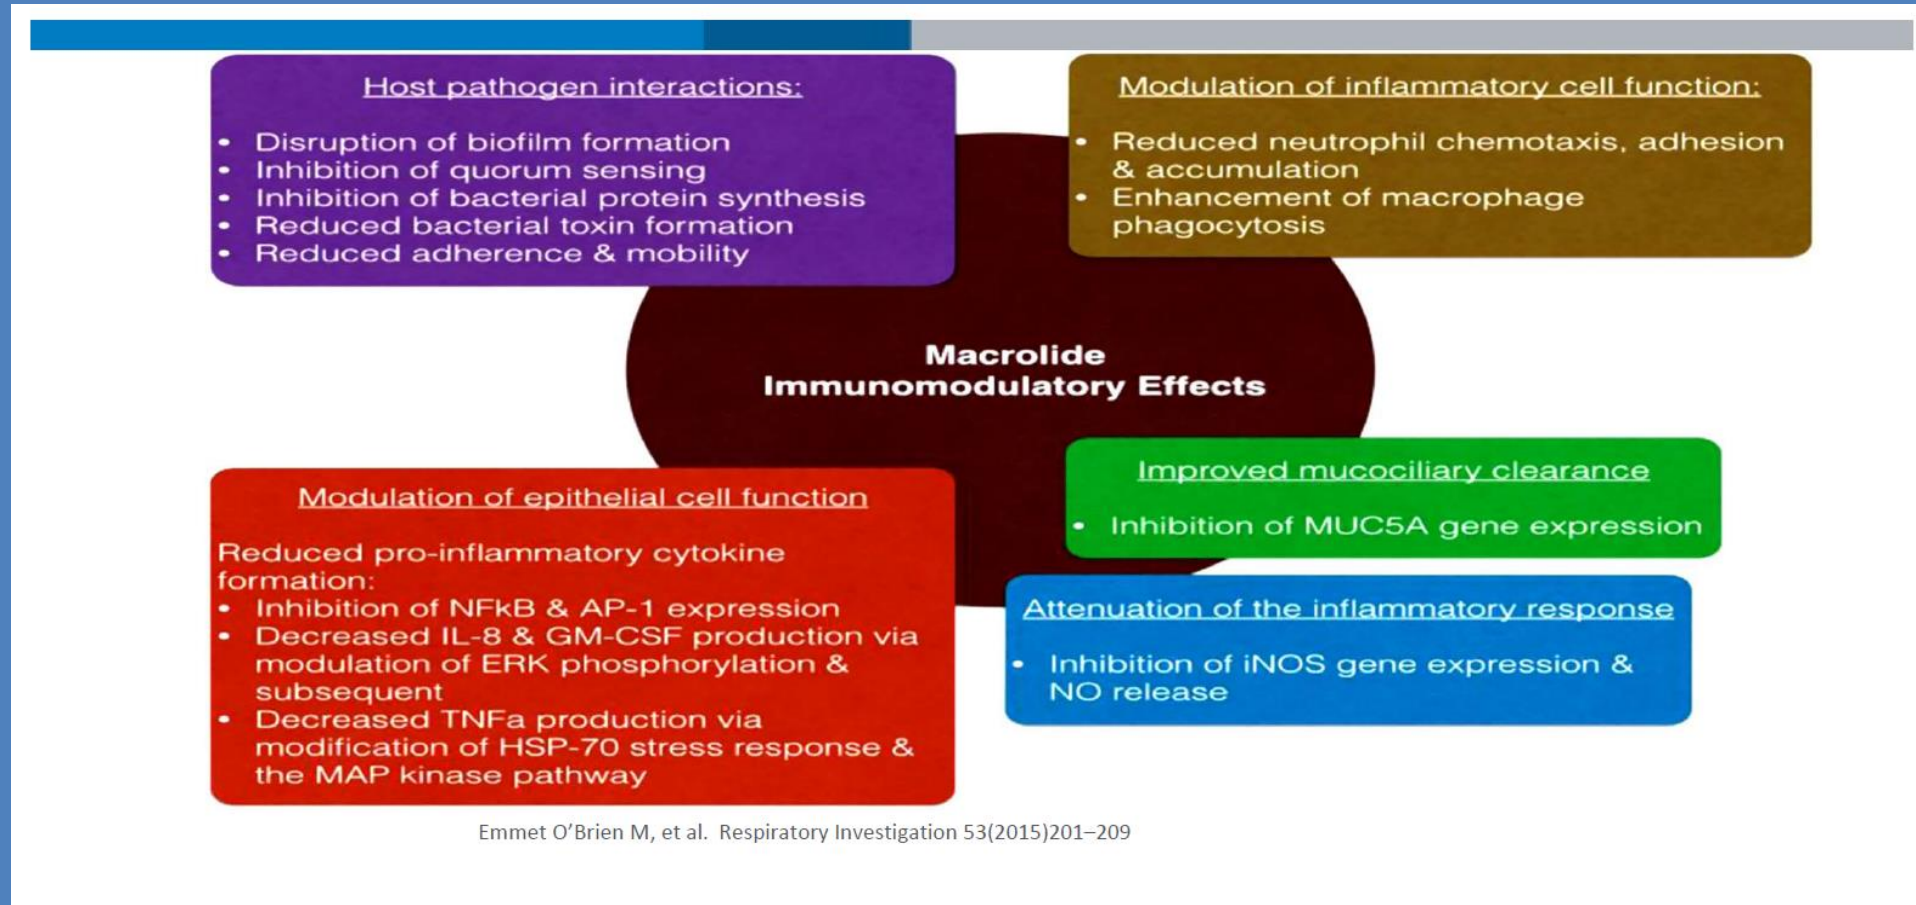 Host pathogen interactions:
• Disruption of biofilm formation
• Inhibition of quorum sensing
• Inhibition of bacterial protein synthesis
• Reduced bacterial toxin formation
• Reduced adherence & mobility
Modulation of inflammatory cell function:
• Reduced neutrophil chemotaxis, adhesion
& accumulation
• Enhancement of macrophage
phagocytosis
Macrolide
Immunomodulatory Effects
Modulation of epithelial cell function
Reduced pro-inflammatory cytokine
formation:
• Inhibition of NFkB & AP-1 expression
• Decreased IL-8 & GM-CSF production via
modulation of ERK phosphorylation &
subsequent
• Decreased TNFa production via
modification of HSP-70 stress response &
the MAP kinase pathway
Improved mucociliary clearance
• Inhibition of MUC5A gene expression
Attenuation of the inflammatory response
• Inhibition of iNOS gene expression &
NO release
Emmet O’Brien M, et al. Respiratory Investigation 53(2015)201–209